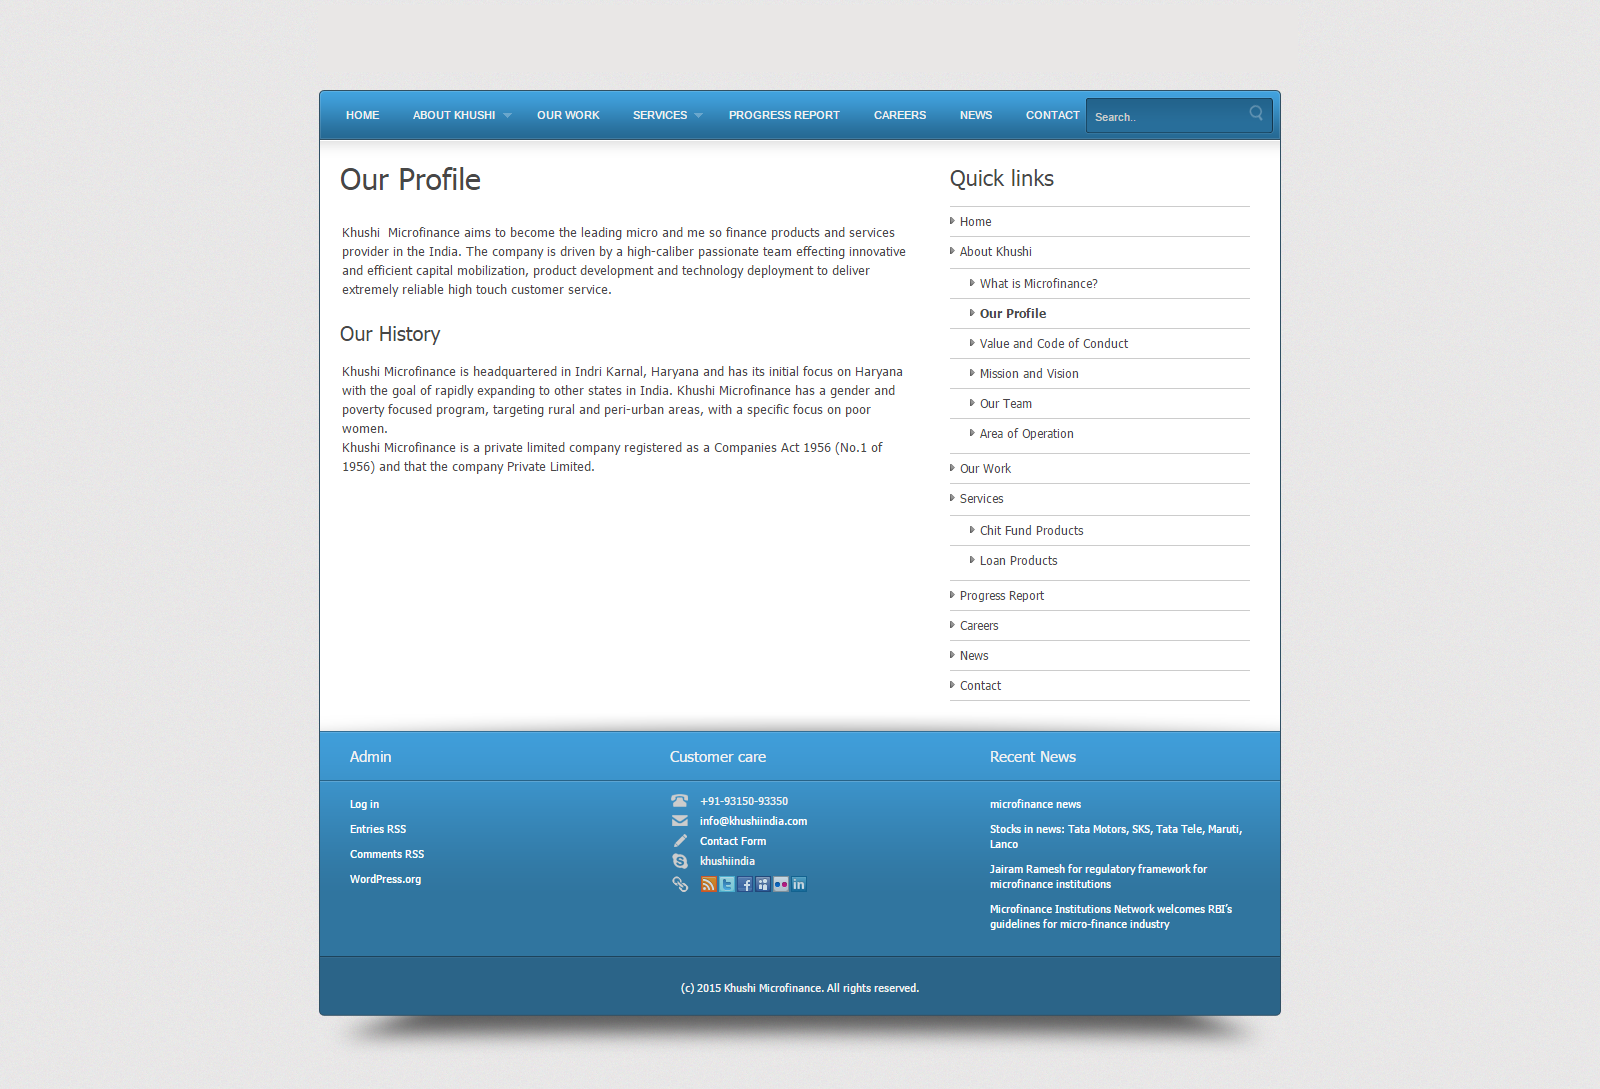 HOME ABOUT KHUSHI OUR WORK SERVICES PROGRESS REPORT CAREERS NEWS CONTACT Search..
Our Profile
Khushi  Microfinance aims to become the leading micro and me so finance products and services
provider in the India. The company is driven by a high-caliber passionate team effecting innovative
and efficient capital mobilization, product development and technology deployment to deliver
extremely reliable high touch customer service.
Our History
Khushi Microfinance is headquartered in Indri Karnal, Haryana and has its initial focus on Haryana
with the goal of rapidly expanding to other states in India. Khushi Microfinance has a gender and
poverty focused program, targeting rural and peri-urban areas, with a specific focus on poor
women.
Khushi Microfinance is a private limited company registered as a Companies Act 1956 (No.1 of
1956) and that the company Private Limited.
Quick links
Home
About Khushi
What is Microfinance?
Our Profile
Value and Code of Conduct
Mission and Vision
Our Team
Area of Operation
Our Work
Services
Chit Fund Products
Loan Products
Progress Report
Careers
News
Contact
Admin
Log in
Entries RSS
Comments RSS
WordPress.org
Customer care
+91-93150-93350
info@khushiindia.com
Contact Form
khushiindia
Recent News
microfinance news
Stocks in news: Tata Motors, SKS, Tata Tele, Maruti,
Lanco
Jairam Ramesh for regulatory framework for
microfinance institutions
Microfinance Institutions Network welcomes RBI’s
guidelines for micro-finance industry
(c) 2015 Khushi Microfinance. All rights reserved.